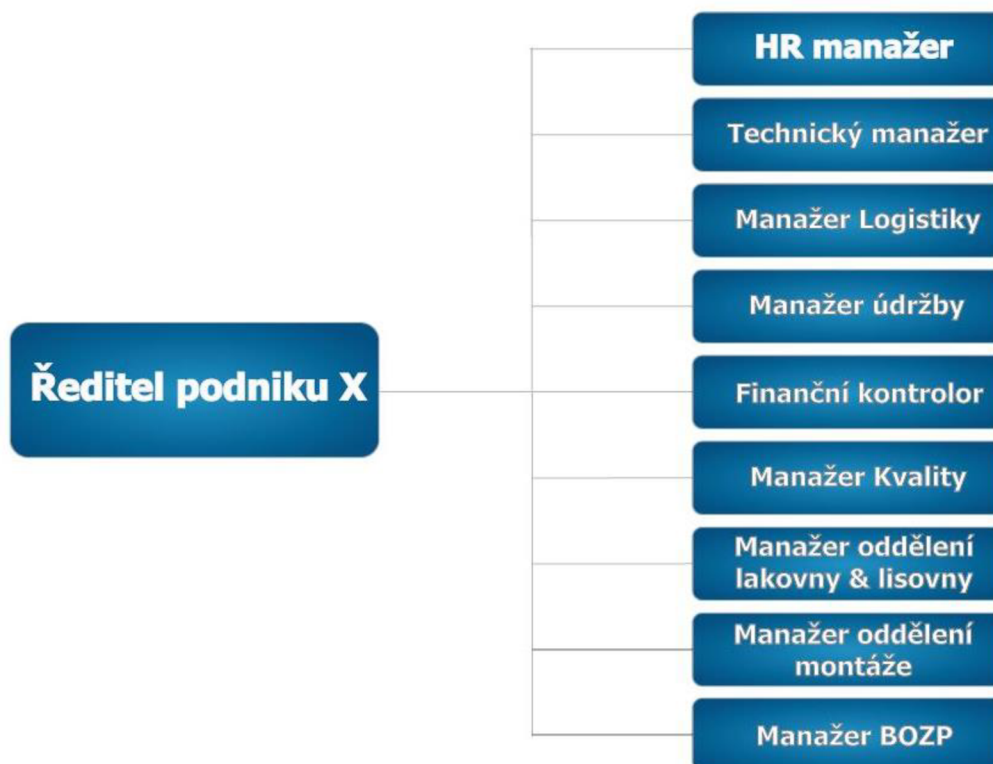 HR manažer
Technický manažer
Manažer Logistiky
Manažer údržby
Ředitel podniku X
Finanční kontrolor
Manažer Kvality
Manažer oddělení
lakovny & lisovny
Manažer oddělení
montáže
Manažer BOZP